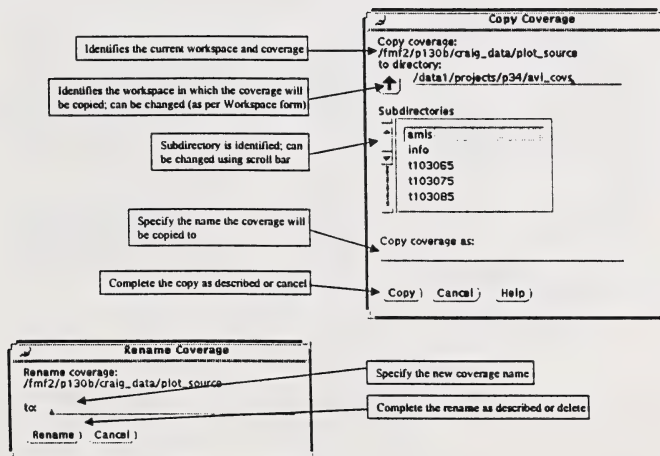 Copy Coverage
Identifies the current workspace and coverage
Copy coverage:
/fmf2/p130b/craig_data/plot_source
to directory:
/data1/projects/p34/avi_covs
Identifies the workspace in which the coverage will
be copied; can be changed (as per Workspace form)
Subdirectories
amls
info
t103065
t103075
t103085
Subdirectory is identified; can
be changed using scroll bar
Specify the name the coverage will
be copied to
Copy coverage as:
Complete the copy as described or cancel
Copy Cancel Help
Rename Coverage
Rename coverage:
/fmf2/p130b/craig_data/plot_source
to:
Rename Cancel
Specify the new coverage name
Complete the rename as described or delete